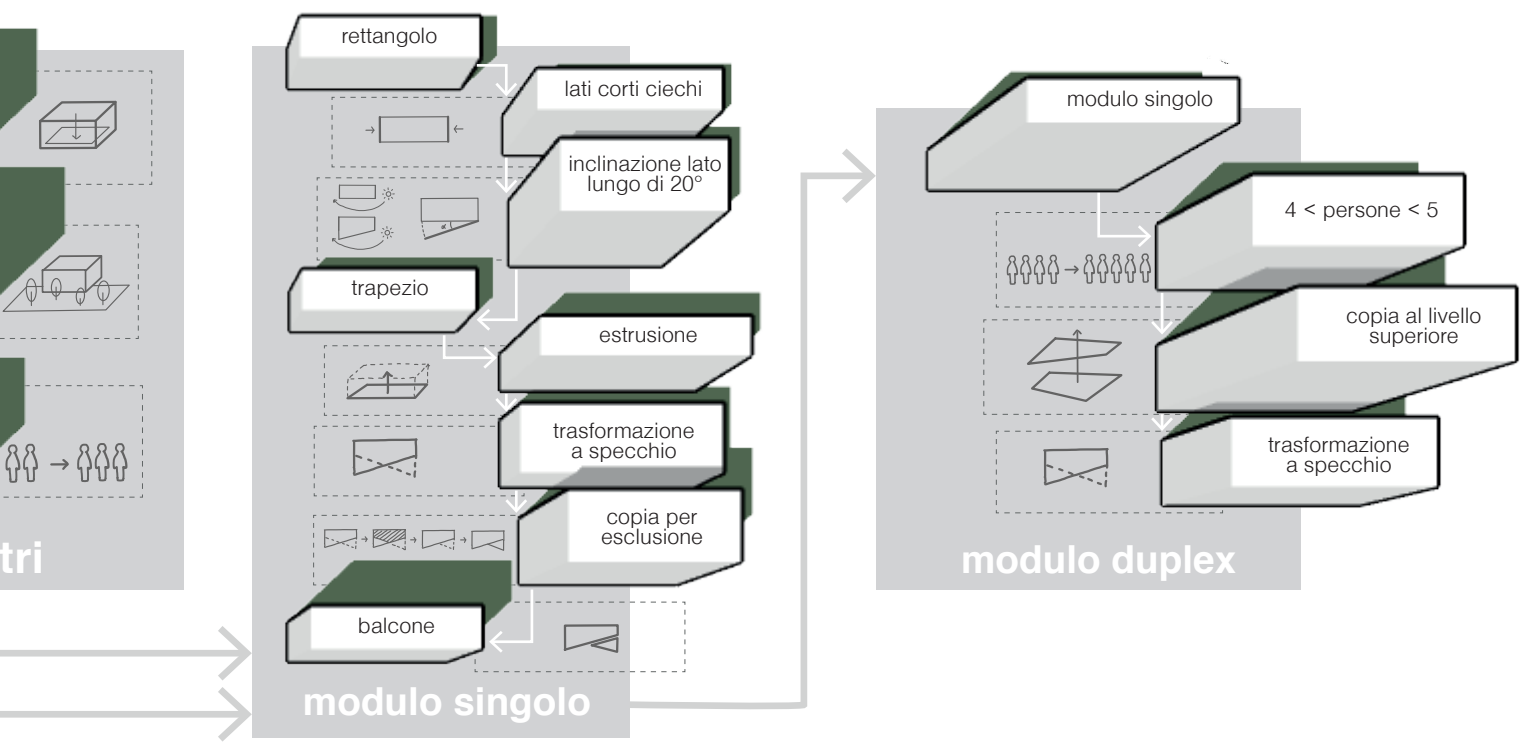 tri
rettangolo
lati corti ciechi
inclinazione lato
lungo di 20°
trapezio
estrusione
trasformazione
a specchio
copia per
esclusione
balcone
modulo singolo
modulo singolo
4 < persone < 5
copia al livello
superiore
trasformazione
a specchio
modulo duplex